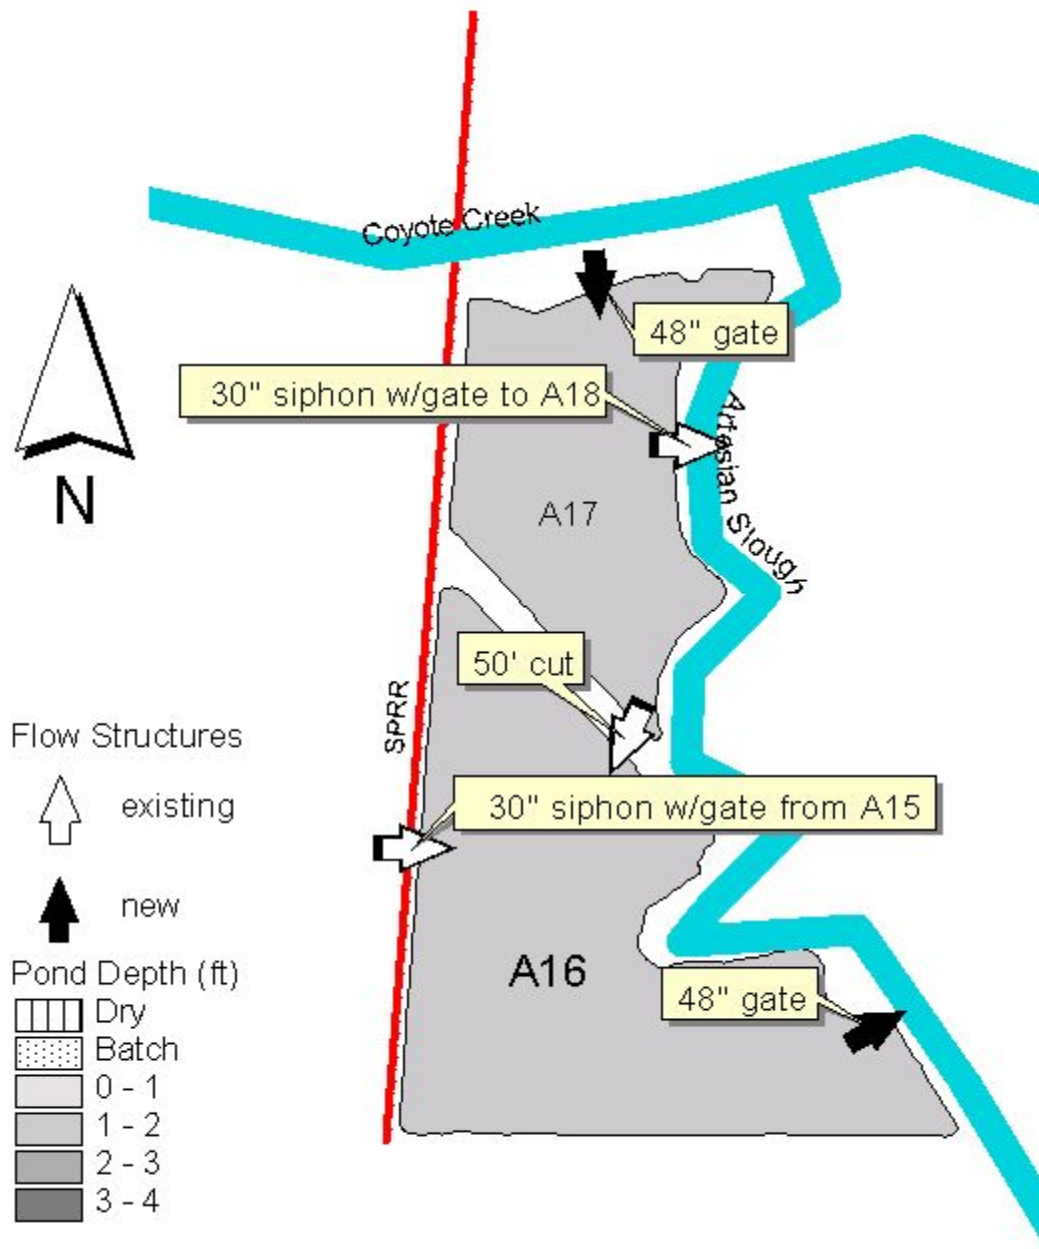 Coyote Creek
48" gate
30" siphon w/gate to A18
Artesian Slough
N
A17
50' cut
SPRR
Flow Structures
existing
30" siphon w/gate from A15
new
A16
Pond Depth (ft)
48" gate
Dry
Batch
0 - 1
1 - 2
2 - 3
3 - 4